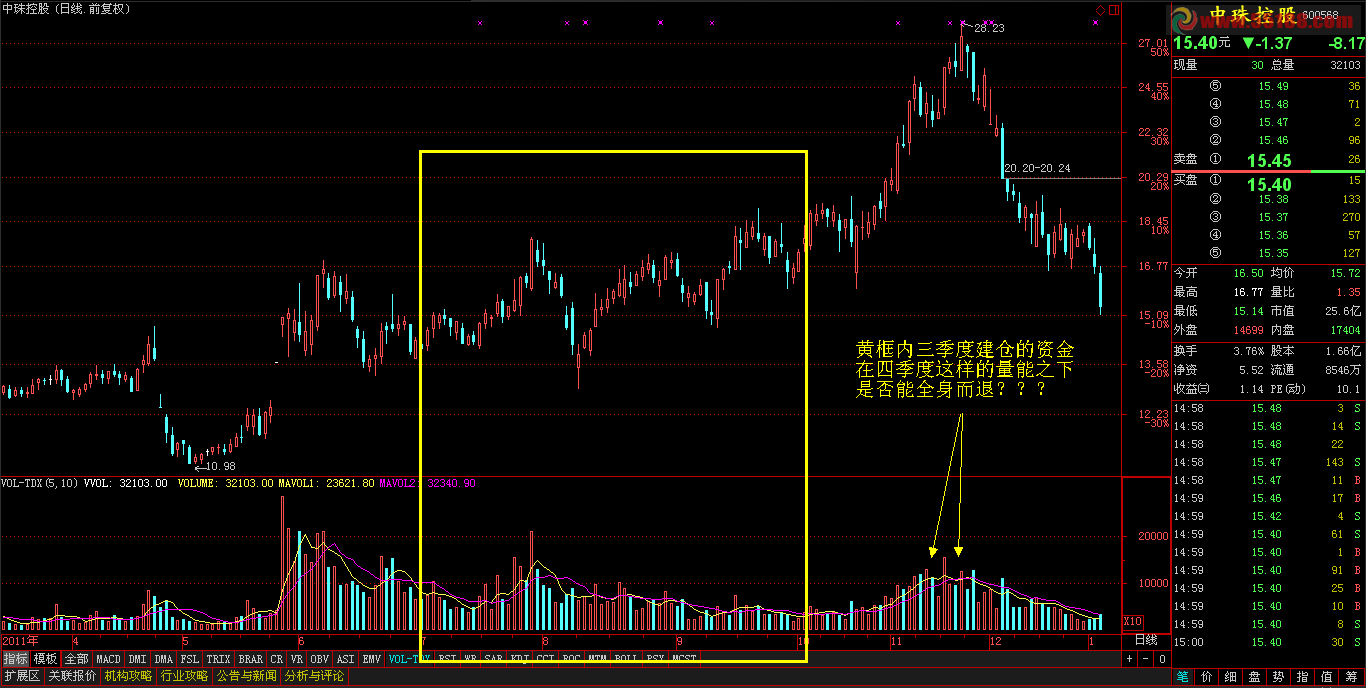 中珠控股 (日线.前复权)
中珠控股 600568
15.40元 ▼-1.37 -8.17
现量 30 总量 32103
⑤ 15.49 36
④ 15.48 71
③ 15.47 2
② 15.46 96
卖盘 ① 15.45 26
买盘 ① 15.40 15
② 15.38 133
③ 15.37 270
④ 15.36 57
⑤ 15.35 127
今开 16.50 均价 15.72
最高 16.77 量比 1.35
最低 15.14 市值 25.6亿
外盘 14699 内盘 17404
换手 3.76% 股本 1.66亿
净资 5.52 流通 8546万
收益㈢ 1.14 PE(动) 10.1
14:58 15.48 3 S
14:58 15.48 14 S
14:58 15.48 22
14:58 15.47 143 S
14:58 15.47 11 B
14:59 15.46 17 B
14:59 15.42 4 S
14:59 15.40 61 S
14:59 15.40 1 B
14:59 15.40 91 B
14:59 15.40 25 B
14:59 15.40 10 B
14:59 15.40 8 S
15:00 15.40 30 S
笔 价 细 盘 势 指 值 筹
28.23
20.20-20.24
10.98
27.01
50%
24.55
40%
22.32
30%
20.29
20%
18.45
10%
16.77
15.09
-10%
13.58
-20%
12.23
-30%
黄框内三季度建仓的资金
在四季度这样的量能之下
是否能全身而退？？？
VOL-TDX(5,10) VVOL: 32103.00 VOLUME: 32103.00 MAVOL1: 23621.80 MAVOL2: 32340.90
20000
10000
X10
2011年 4 5 6 7 8 9 10 11 12 1 日线
指标 模板 全部 MACD DMI DMA FSL TRIX BRAR CR VR OBV ASI EMV VOL-TDX RSI WR SAR KDJ CCI ROC MTM BOLL PSY MCST + - 0
扩展区 关联报价 机构攻略 行业攻略 公告与新闻 分析与评论